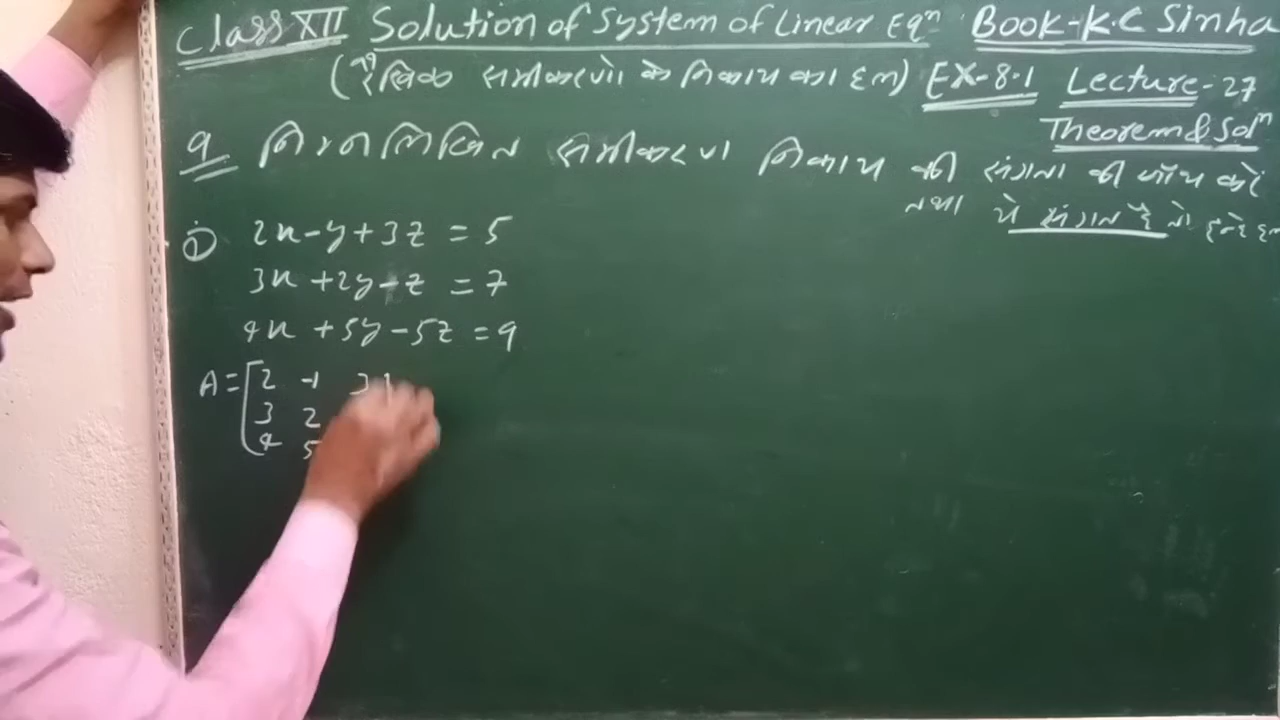 Class XII Solution of System of Linear Eqⁿ Book-K.C Sinha
(रैखिक समीकरणों के निकाय का हल) EX-8.1 Lecture-27
Theorem & Solⁿ
9 निम्नलिखित समीकरण निकाय की संगतता की जाँच करें
तथा ये संगत है तो इन्हें हल
① 2x-y+3z=5
3x+2y-z=7
4x+5y-5z=9
A=[2 -1 3
3 2
4 5